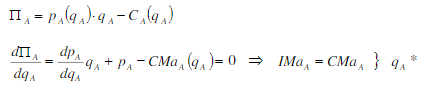 Π_A = p_A(q_A)·q_A − C_A(q_A)
dΠ_A/dq_A = dp_A/dq_A q_A + p_A − CMa_A(q_A) = 0 ⇒ IMa_A = CMa_A } q_A *